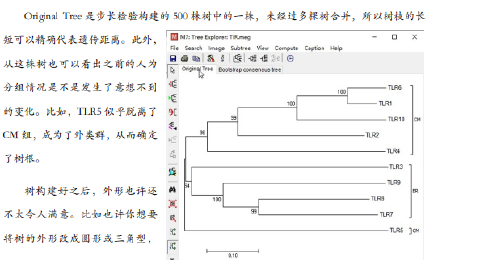 Original Tree 是步长检验构建的 500 株树中的一株，未经过多棵树合并，所以树枝的长
短可以精确代表遗传距离。此外，
从这株树也可以看出之前的人为
分组情况是不是发生了意想不到
的变化。比如，TLR5 似乎脱离了
CM 组，成为了外类群，从而确定
了树根。
树构建好之后，外形也许还
不太令人满意。比如也许你想要
将树的外形改成圆形或三角型，
M7: Tree Explorer: TLR.meg
File Search Image Subtree View Compute Caption Help
Original Tree Bootstrap consensus tree
TLR6
100
TLR1
100
TLR10
99
TLR2
96
TLR4
CM
TLR3
54
TLR9
100
TLR8
99
TLR7
BR
TLR5
CM
0.10